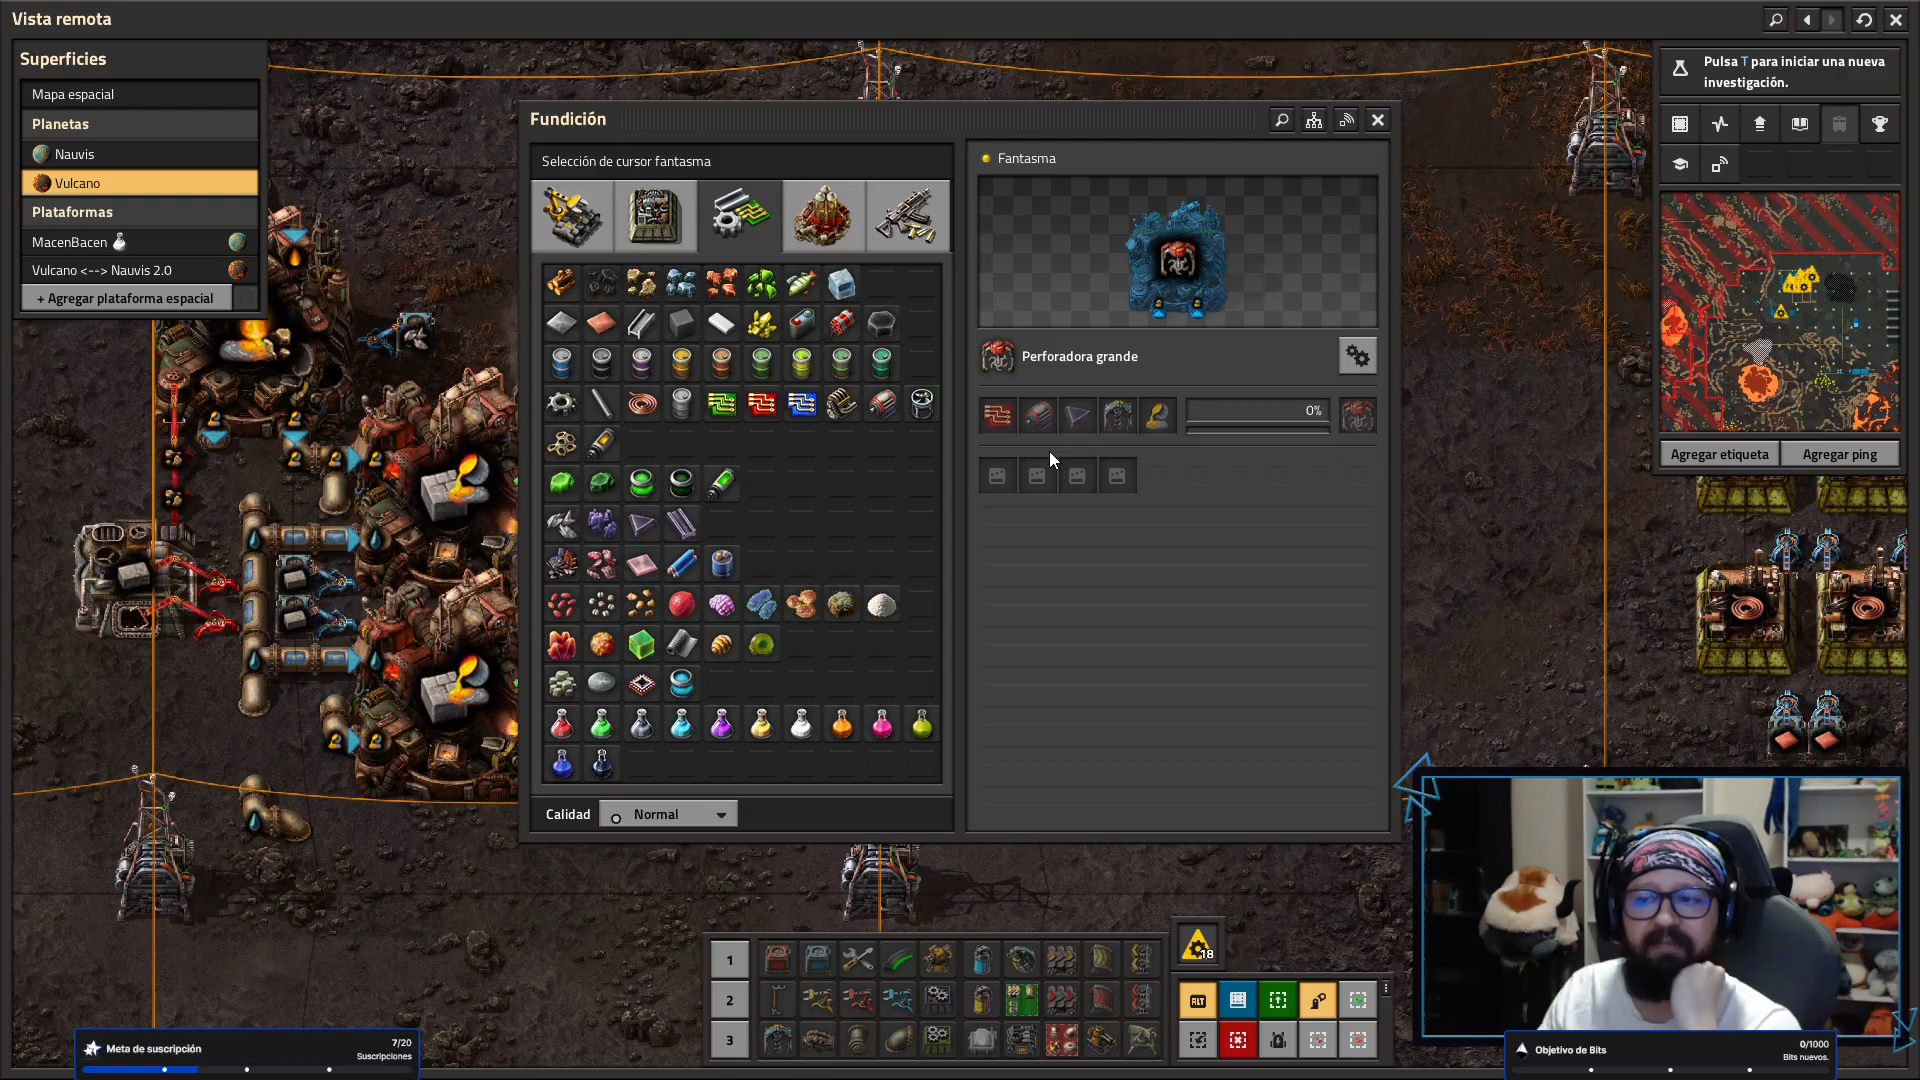 Vista remota
Superficies
Mapa espacial
Planetas
Nauvis
Vulcano
Plataformas
MacenBacen
Vulcano <--> Nauvis 2.0
+ Agregar plataforma espacial
Fundición
Selección de cursor fantasma
Calidad
Normal
Fantasma
Perforadora grande
0%
Pulsa T para iniciar una nueva
investigación.
Agregar etiqueta
Agregar ping
1
2
3
18
ALT
Meta de suscripción
7/20
Suscripciones
Objetivo de Bits
0/1000
Bits nuevos.